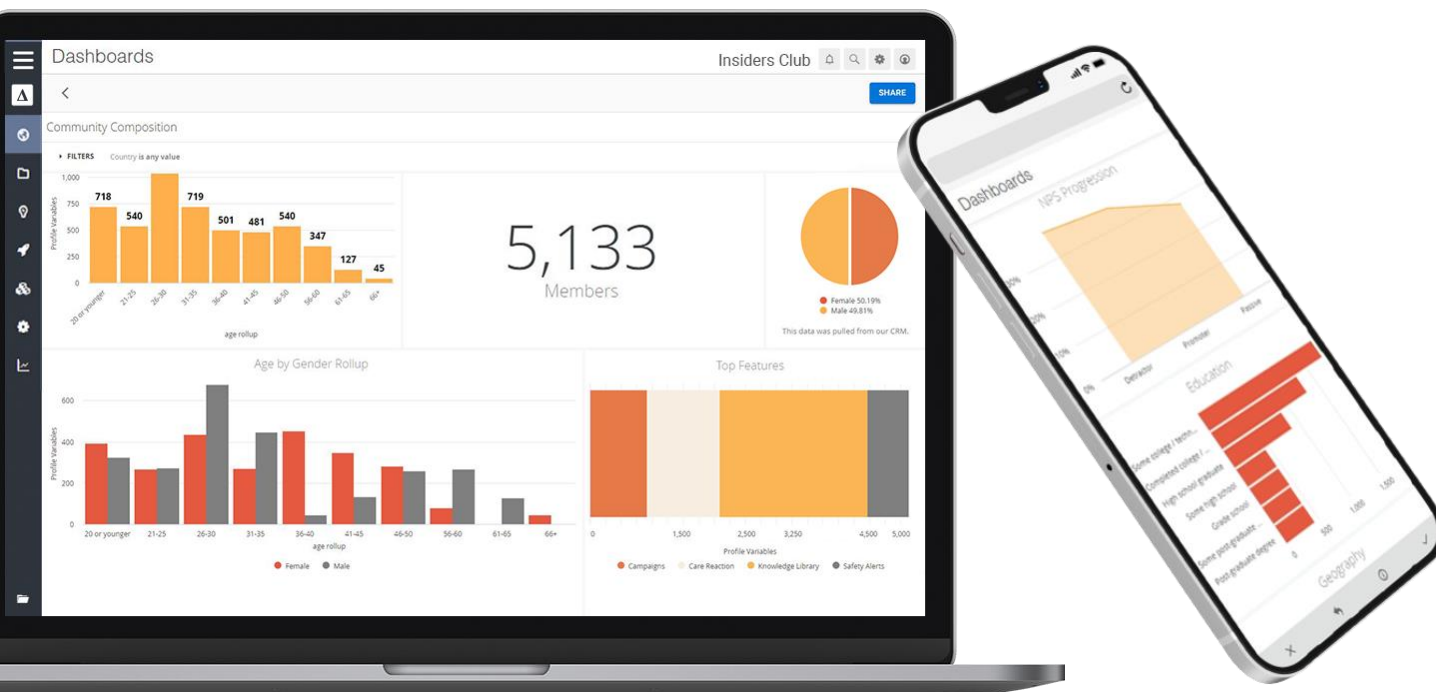 Dashboards
Insiders Club
SHARE
Community Composition
FILTERS Country is any value
1,000
750
500
250
0
Profile Variables
718
540
719
501
481
540
347
127
45
20 or younger
21-25
26-30
31-35
36-40
41-45
46-50
56-60
61-65
66+
age rollup
5,133
Members
Female 50.19%
Male 49.81%
This data was pulled from our CRM.
Age by Gender Rollup
600
400
200
0
Profile Variables
20 or younger 21-25 26-30 31-35 36-40 41-45 46-50 56-60 61-65 66+
age rollup
Female Male
Top Features
0 1,500 2,500 3,250 4,500 5,000
Profile Variables
Campaigns Care Reaction Knowledge Library Safety Alerts
Dashboards
NPS Progression
30%
20%
10%
0%
Detractor
Promoter
Passive
Education
Some college / techn...
Completed college / ...
High school graduate
Some high school
Grade school
Some post-graduate ...
Post-graduate degree
0
500
1,000
1,500
Geography